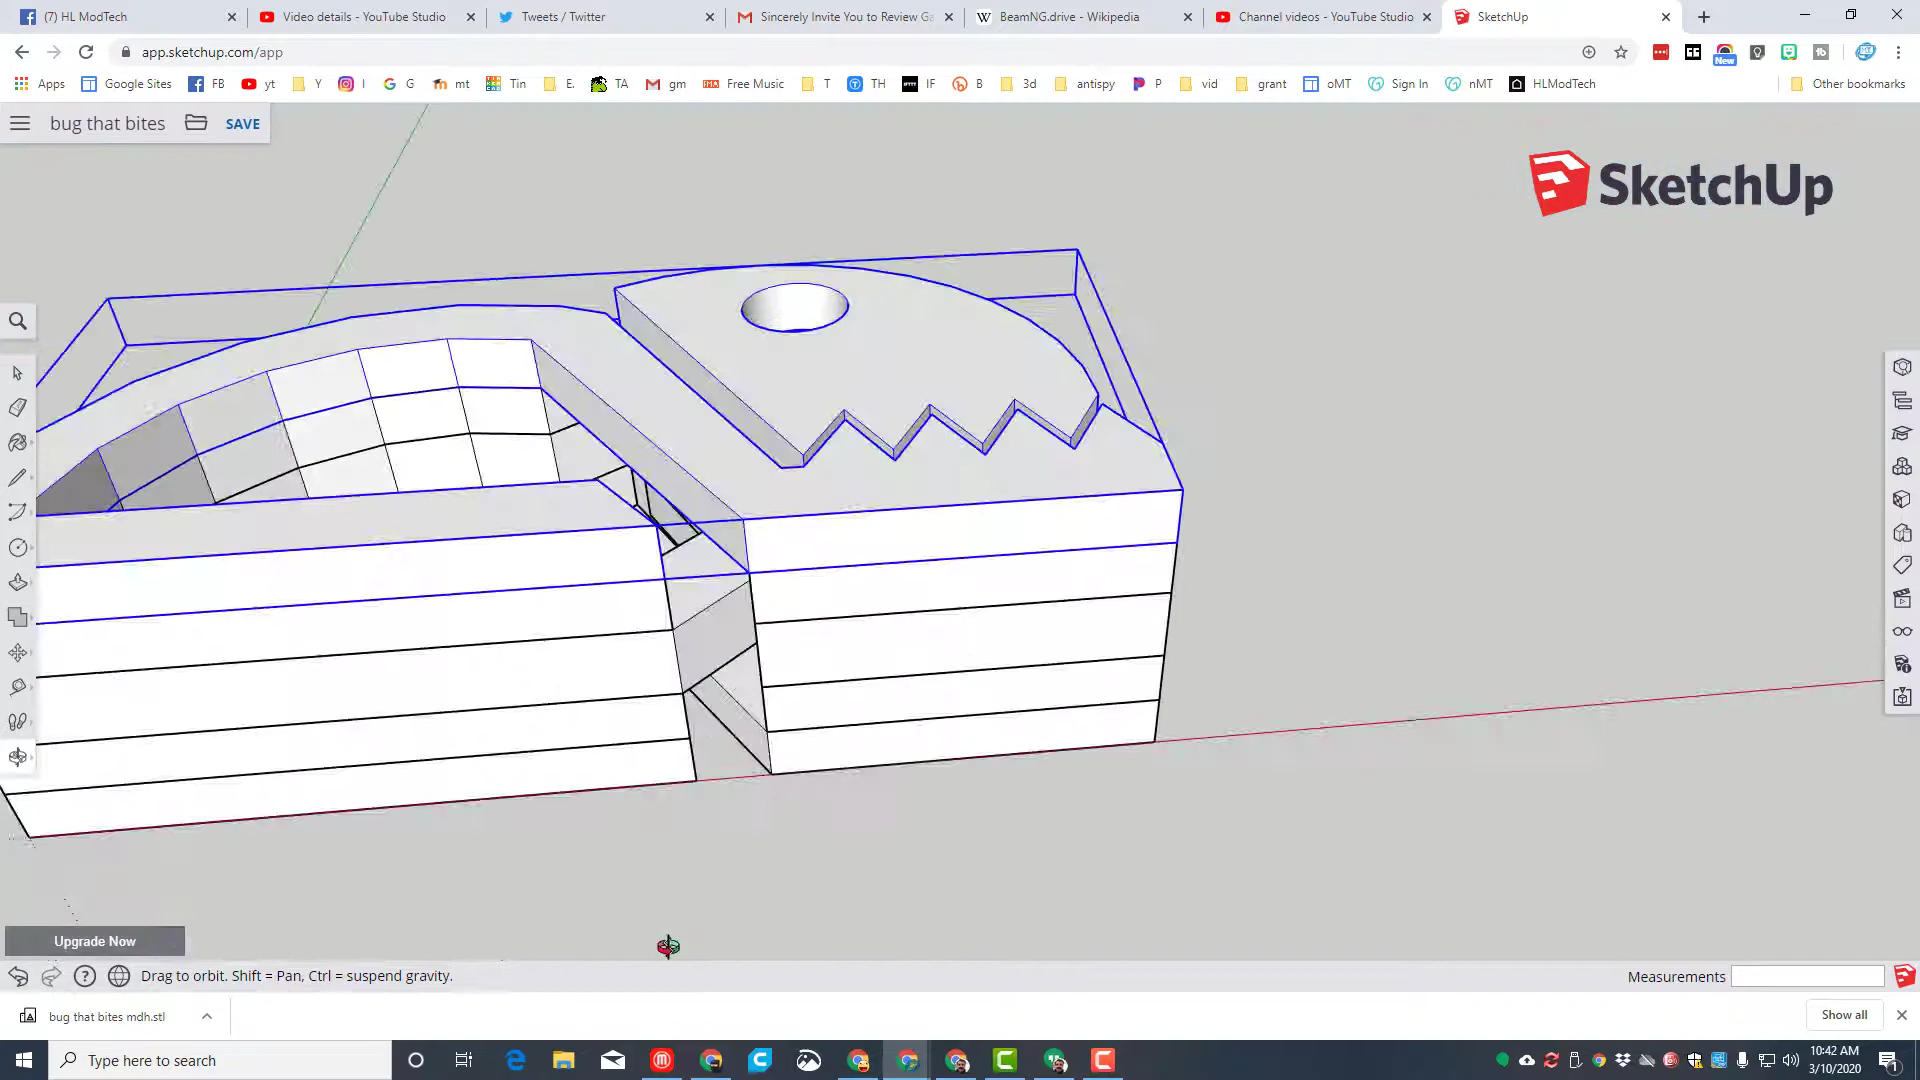 (7) HL ModTech
Video details - YouTube Studio
Tweets / Twitter
Sincerely Invite You to Review Ga
BeamNG.drive - Wikipedia
Channel videos - YouTube Studio
SketchUp
app.sketchup.com/app
New
Apps
Google Sites
FB
yt
Y
I
G
mt
Tin
E.
TA
gm
Free Music
T
TH
IF
B
3d
antispy
P
vid
grant
oMT
Sign In
nMT
HLModTech
Other bookmarks
bug that bites
SAVE
SketchUp
Upgrade Now
Drag to orbit. Shift = Pan, Ctrl = suspend gravity.
Measurements
bug that bites mdh.stl
Show all
Type here to search
10:42 AM
3/10/2020